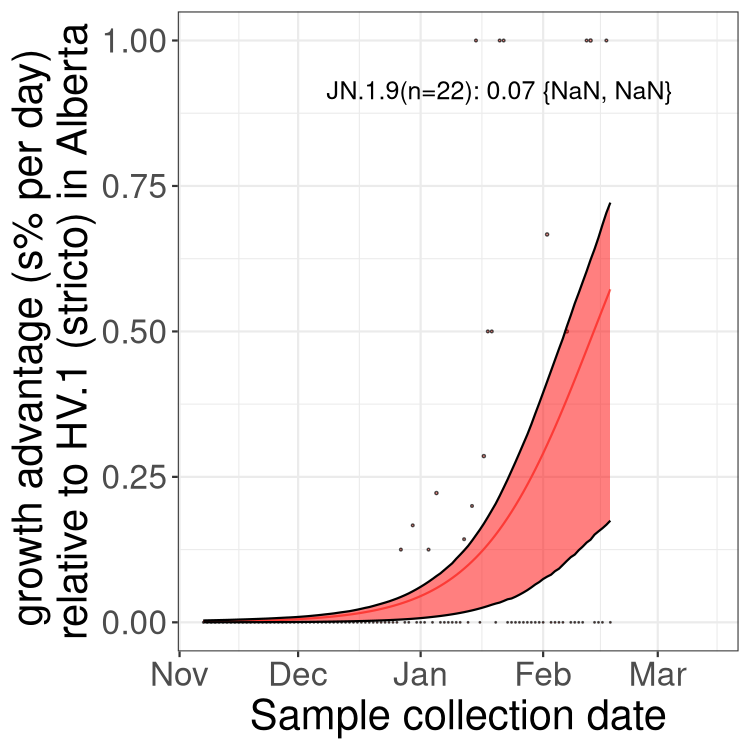 growth advantage (s% per day)
relative to HV.1 (stricto) in Alberta
1.00
0.75
0.50
0.25
0.00
JN.1.9(n=22): 0.07 {NaN, NaN}
Nov Dec Jan Feb Mar
Sample collection date